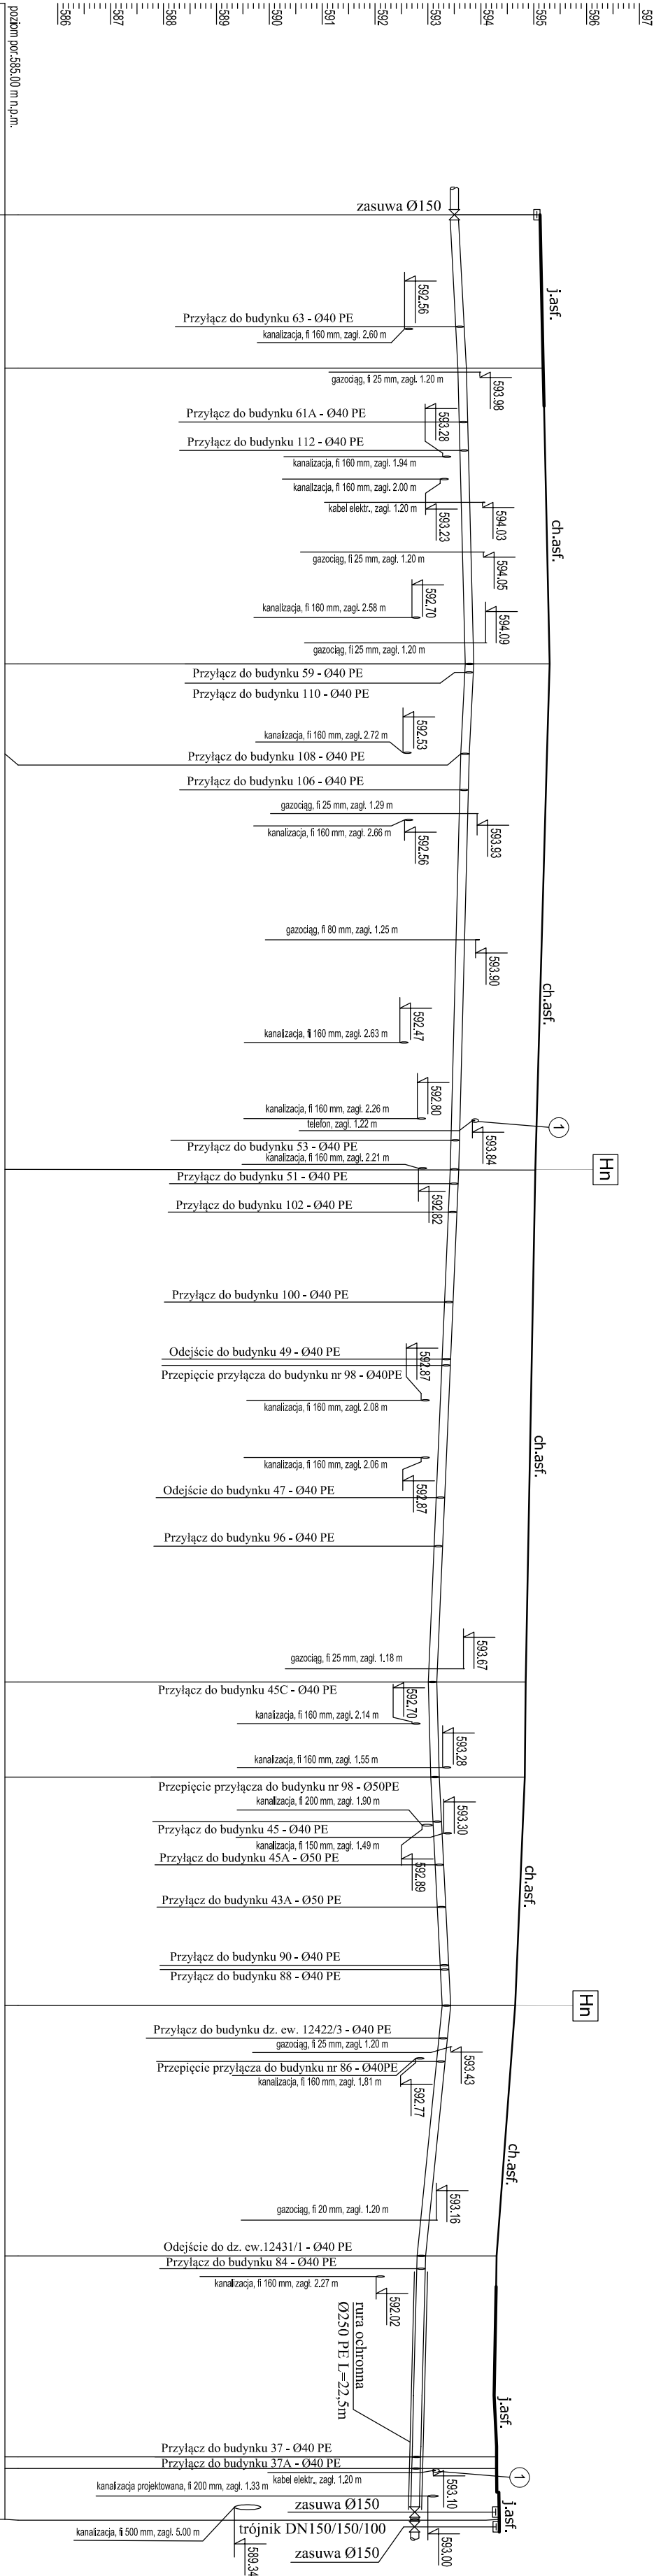 597
596
595
594
593
592
591
590
589
588
587
586
poziom por.585.00 m n.p.m.
zasuwa Ø150
j.asf.
592.56
Przyłącz do budynku 63 - Ø40 PE
kanalizacja, fi 160 mm, zagł. 2.60 m
gazociąg, fi 25 mm, zagł. 1.20 m
593.98
Przyłącz do budynku 61A - Ø40 PE
593.28
Przyłącz do budynku 112 - Ø40 PE
kanalizacja, fi 160 mm, zagł. 1.94 m
kanalizacja, fi 160 mm, zagł. 2.00 m
kabel elektr., zagł. 1.20 m
593.23
594.03
ch.asf.
gazociąg, fi 25 mm, zagł. 1.20 m
594.05
592.70
kanalizacja, fi 160 mm, zagł. 2.58 m
594.09
gazociąg, fi 25 mm, zagł. 1.20 m
Przyłącz do budynku 59 - Ø40 PE
Przyłącz do budynku 110 - Ø40 PE
592.53
kanalizacja, fi 160 mm, zagł. 2.72 m
Przyłącz do budynku 108 - Ø40 PE
Przyłącz do budynku 106 - Ø40 PE
gazociąg, fi 25 mm, zagł. 1.29 m
593.93
kanalizacja, fi 160 mm, zagł. 2.66 m
592.56
gazociąg, fi 80 mm, zagł. 1.25 m
593.90
ch.asf.
592.47
kanalizacja, fi 160 mm, zagł. 2.63 m
592.80
kanalizacja, fi 160 mm, zagł. 2.26 m
telefon, zagł. 1.22 m
1
593.84
Przyłącz do budynku 53 - Ø40 PE
kanalizacja, fi 160 mm, zagł. 2.21 m
Hn
Przyłącz do budynku 51 - Ø40 PE
592.82
Przyłącz do budynku 102 - Ø40 PE
Przyłącz do budynku 100 - Ø40 PE
Odejście do budynku 49 - Ø40 PE
592.87
Przepięcie przyłącza do budynku nr 98 - Ø40PE
kanalizacja, fi 160 mm, zagł. 2.08 m
ch.asf.
kanalizacja, fi 160 mm, zagł. 2.06 m
592.87
Odejście do budynku 47 - Ø40 PE
Przyłącz do budynku 96 - Ø40 PE
593.67
gazociąg, fi 25 mm, zagł. 1.18 m
Przyłącz do budynku 45C - Ø40 PE
592.70
kanalizacja, fi 160 mm, zagł. 2.14 m
593.28
kanalizacja, fi 160 mm, zagł. 1.55 m
Przepięcie przyłącza do budynku nr 98 - Ø50PE
kanalizacja, fi 200 mm, zagł. 1.90 m
593.30
Przyłącz do budynku 45 - Ø40 PE
kanalizacja, fi 150 mm, zagł. 1.49 m
Przyłącz do budynku 45A - Ø50 PE
592.89
ch.asf.
Przyłącz do budynku 43A - Ø50 PE
Przyłącz do budynku 90 - Ø40 PE
Przyłącz do budynku 88 - Ø40 PE
Hn
Przyłącz do budynku dz. ew. 12422/3 - Ø40 PE
gazociąg, fi 25 mm, zagł. 1.20 m
593.43
Przepięcie przyłącza do budynku nr 86 - Ø40PE
kanalizacja, fi 160 mm, zagł. 1.81 m
592.77
ch.asf.
593.16
gazociąg, fi 20 mm, zagł. 1.20 m
Odejście do dz. ew.12431/1 - Ø40 PE
Przyłącz do budynku 84 - Ø40 PE
kanalizacja, fi 160 mm, zagł. 2.27 m
592.02
rura ochronna
Ø250 PE L=22,5m
j.asf.
Przyłącz do budynku 37 - Ø40 PE
Przyłącz do budynku 37A - Ø40 PE
kabel elektr., zagł. 1.20 m
1
593.10
kanalizacja projektowana, fi 200 mm, zagł. 1.33 m
zasuwa Ø150
j.asf.
trójnik DN150/150/100
kanalizacja, fi 500 mm, zagł. 5.00 m
593.00
589.34
zasuwa Ø150